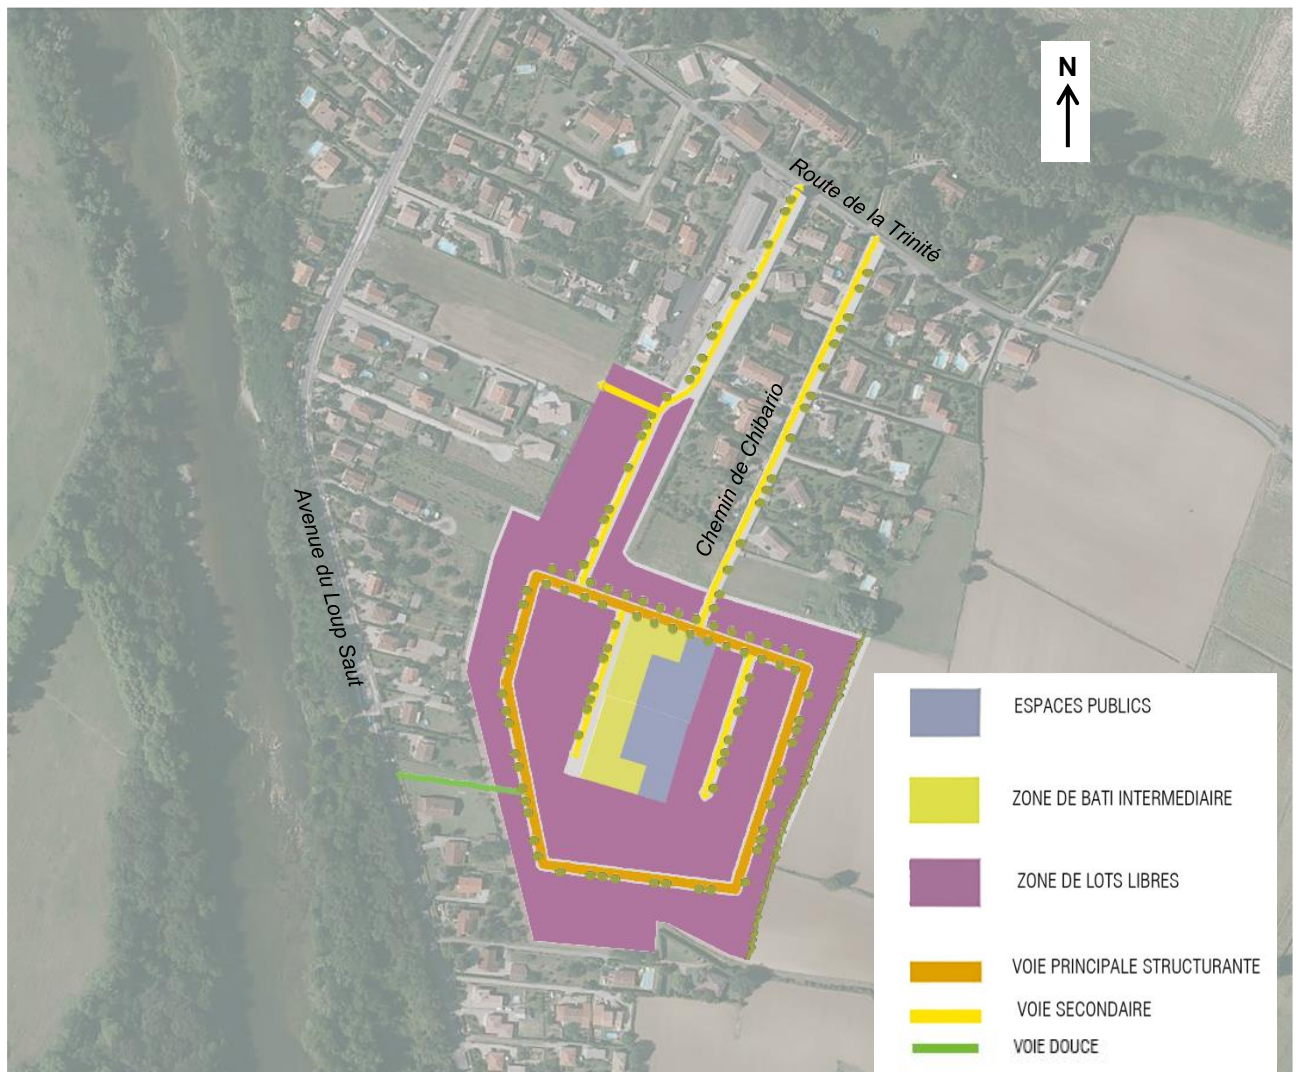 N
Route de la Trinité
Chemin de Chibario
Avenue du Loup Saut
ESPACES PUBLICS
ZONE DE BATI INTERMEDIAIRE
ZONE DE LOTS LIBRES
VOIE PRINCIPALE STRUCTURANTE
VOIE SECONDAIRE
VOIE DOUCE